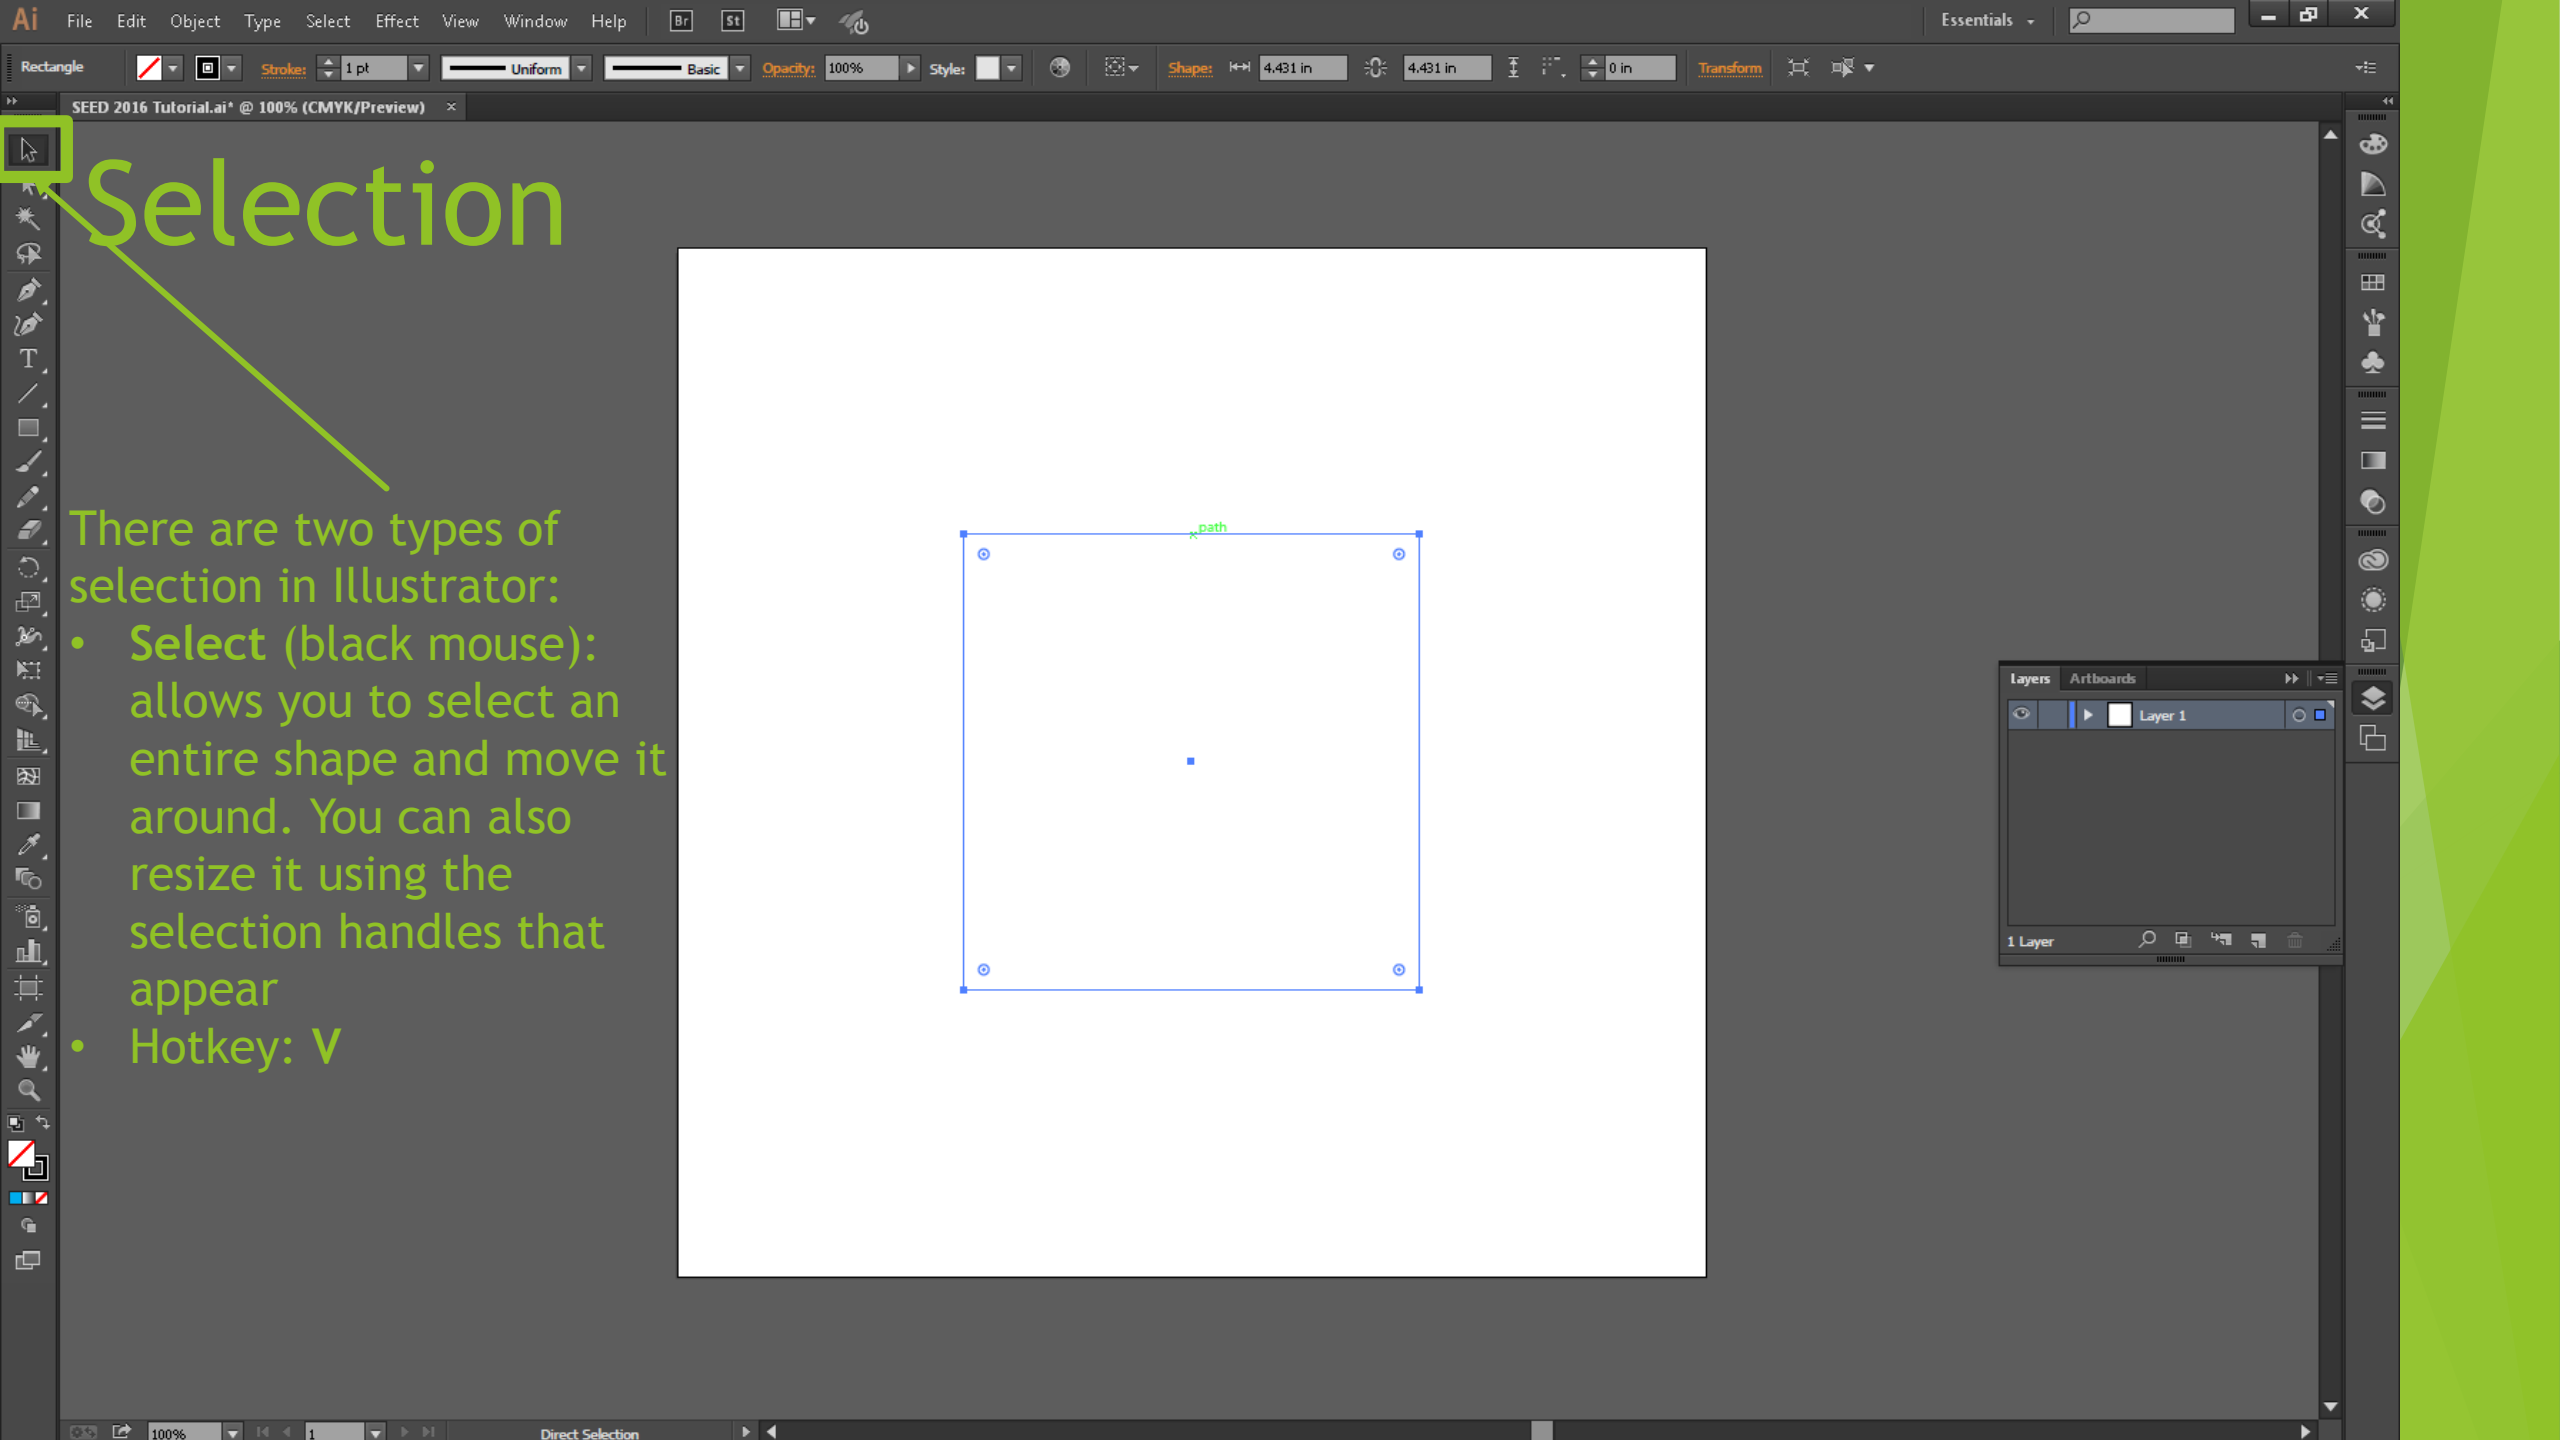 Ai File Edit Object Type Select Effect View Window Help Br St Essentials
Rectangle Stroke: 1 pt Uniform Basic Opacity: 100% Style: Shape: 4.431 in 4.431 in 0 in Transform
SEED 2016 Tutorial.ai* @ 100% (CMYK/Preview) ×
Selection
There are two types of
selection in Illustrator:
• Select (black mouse):
allows you to select an
entire shape and move it
around. You can also
resize it using the
selection handles that
appear
• Hotkey: V
path
Layers Artboards
Layer 1
1 Layer
100% 1 Direct Selection